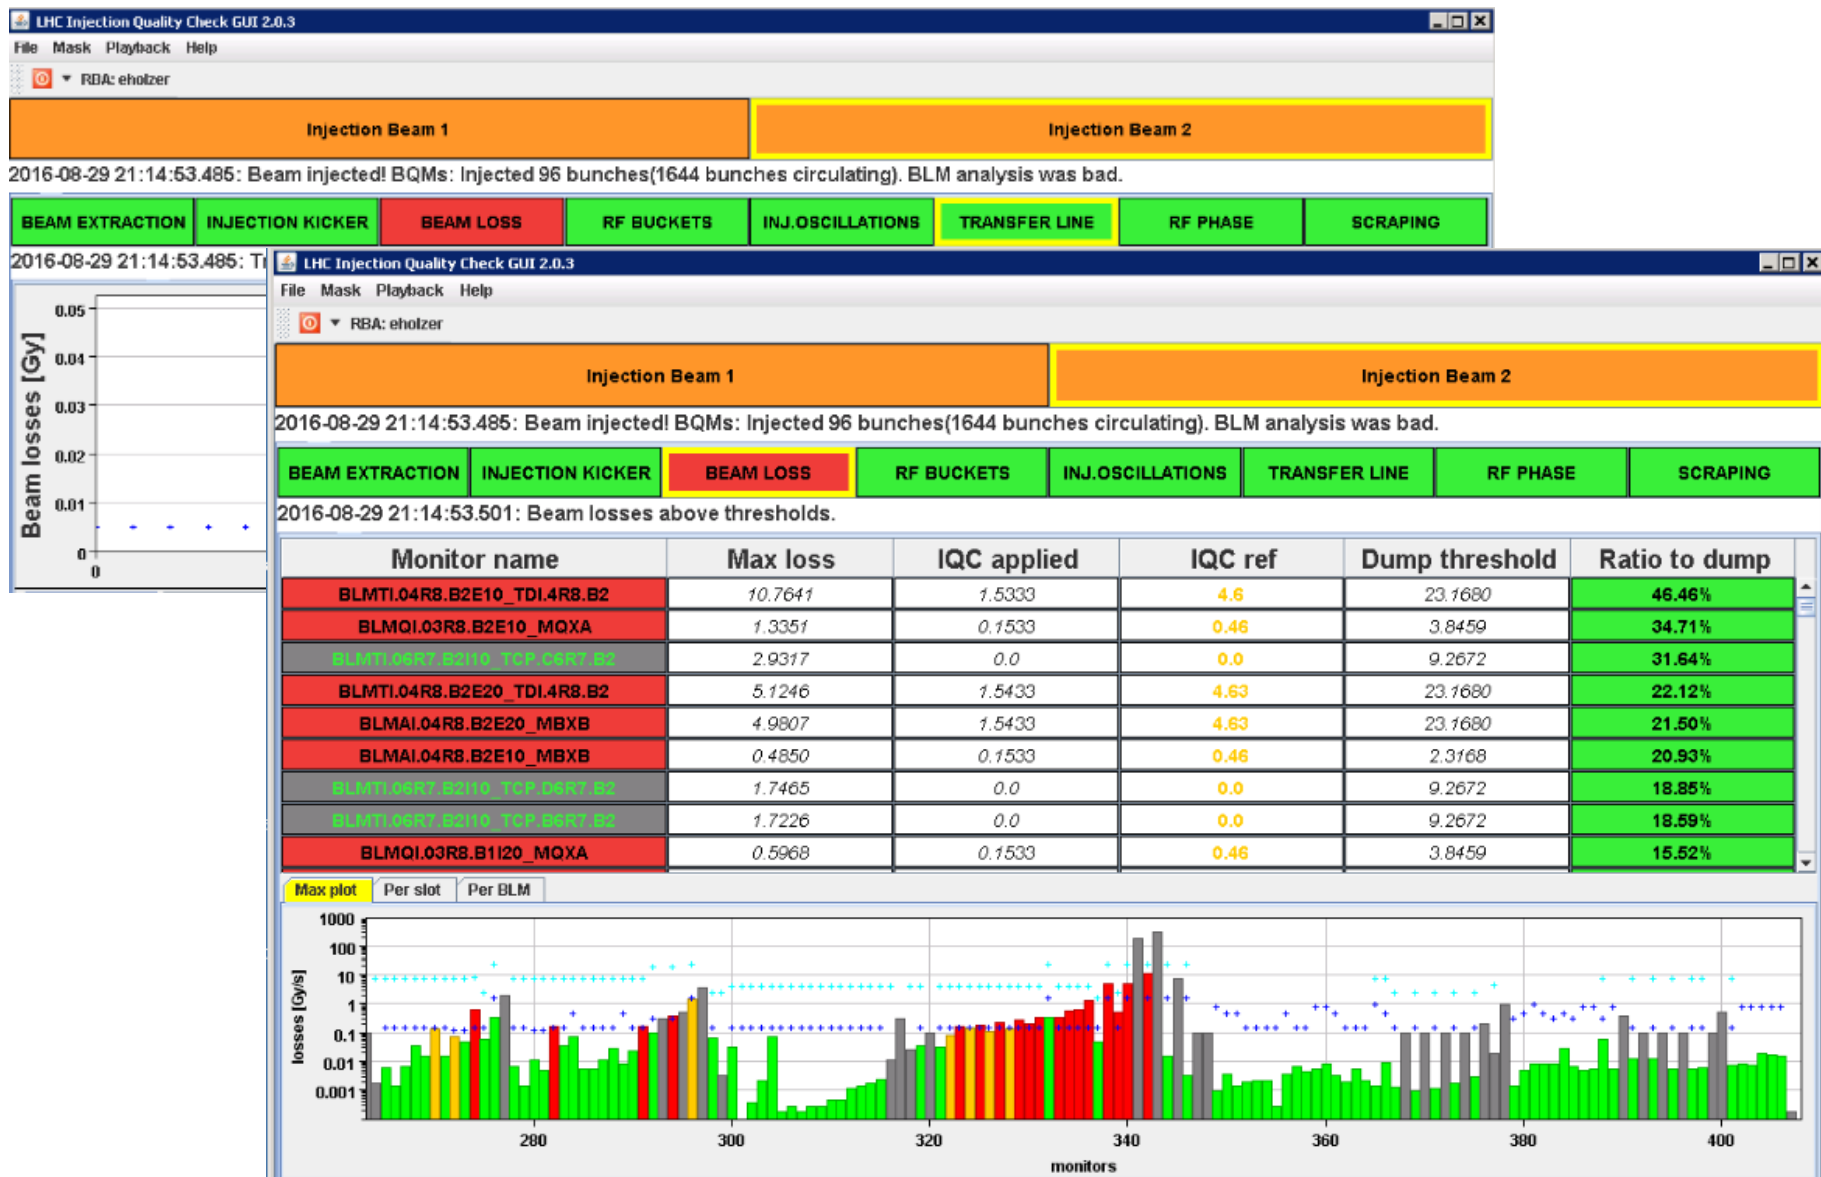 LHC Injection Quality Check GUI 2.0.3
File Mask Playback Help
RBA: eholzer
Injection Beam 1 Injection Beam 2
2016-08-29 21:14:53.485: Beam injected! BQMs: Injected 96 bunches(1644 bunches circulating). BLM analysis was bad.
BEAM EXTRACTION INJECTION KICKER BEAM LOSS RF BUCKETS INJ.OSCILLATIONS TRANSFER LINE RF PHASE SCRAPING
2016-08-29 21:14:53.485: Tr
Beam losses [Gy]
0.05
0.04
0.03
0.02
0.01
0
0
LHC Injection Quality Check GUI 2.0.3
File Mask Playback Help
RBA: eholzer
Injection Beam 1 Injection Beam 2
2016-08-29 21:14:53.485: Beam injected! BQMs: Injected 96 bunches(1644 bunches circulating). BLM analysis was bad.
BEAM EXTRACTION INJECTION KICKER BEAM LOSS RF BUCKETS INJ.OSCILLATIONS TRANSFER LINE RF PHASE SCRAPING
2016-08-29 21:14:53.501: Beam losses above thresholds.
Monitor name Max loss IQC applied IQC ref Dump threshold Ratio to dump
BLMTI.04R8.B2E10_TDI.4R8.B2 10.7641 1.5333 4.6 23.1680 46.46%
BLMQI.03R8.B2E10_MQXA 1.3351 0.1533 0.46 3.8459 34.71%
BLMTI.06R7.B2I10_TCP.C6R7.B2 2.9317 0.0 0.0 9.2672 31.64%
BLMTI.04R8.B2E20_TDI.4R8.B2 5.1246 1.5433 4.63 23.1680 22.12%
BLMAI.04R8.B2E20_MBXB 4.9807 1.5433 4.63 23.1680 21.50%
BLMAI.04R8.B2E10_MBXB 0.4850 0.1533 0.46 2.3168 20.93%
BLMTI.06R7.B2I10_TCP.D6R7.B2 1.7465 0.0 0.0 9.2672 18.85%
BLMTI.06R7.B2I10_TCP.B6R7.B2 1.7226 0.0 0.0 9.2672 18.59%
BLMQI.03R8.B1I20_MQXA 0.5968 0.1533 0.46 3.8459 15.52%
Max plot Per slot Per BLM
losses [Gy/s]
1000
100
10
1
0.1
0.01
0.001
280 300 320 340 360 380 400
monitors